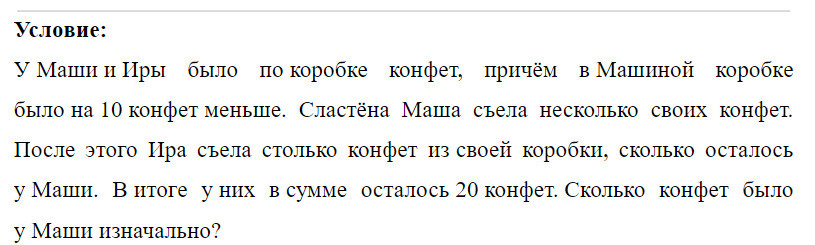 Условие:
У Маши и Иры было по коробке конфет, причём в Машиной коробке
было на 10 конфет меньше. Сластёна Маша съела несколько своих конфет.
После этого Ира съела столько конфет из своей коробки, сколько осталось
у Маши. В итоге у них в сумме осталось 20 конфет. Сколько конфет было
у Маши изначально?